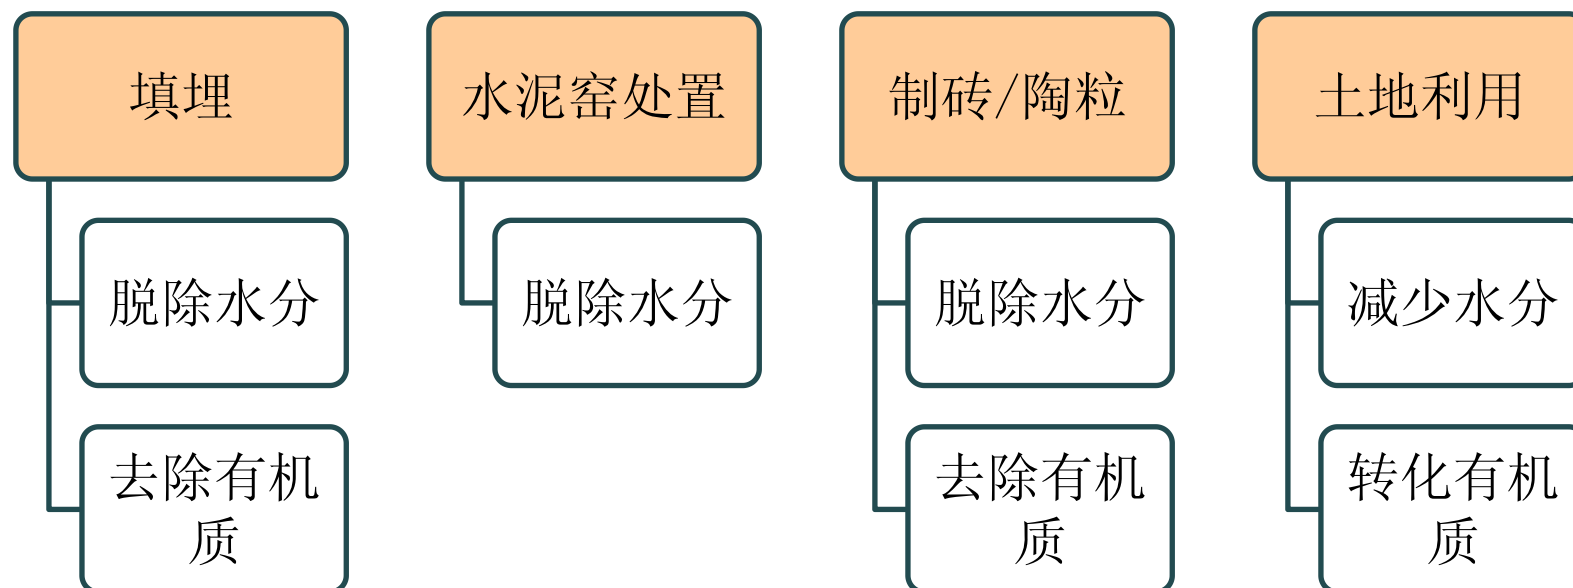 填埋
脱除水分
去除有机
质
水泥窑处置
脱除水分
制砖/陶粒
脱除水分
去除有机
质
土地利用
减少水分
转化有机
质